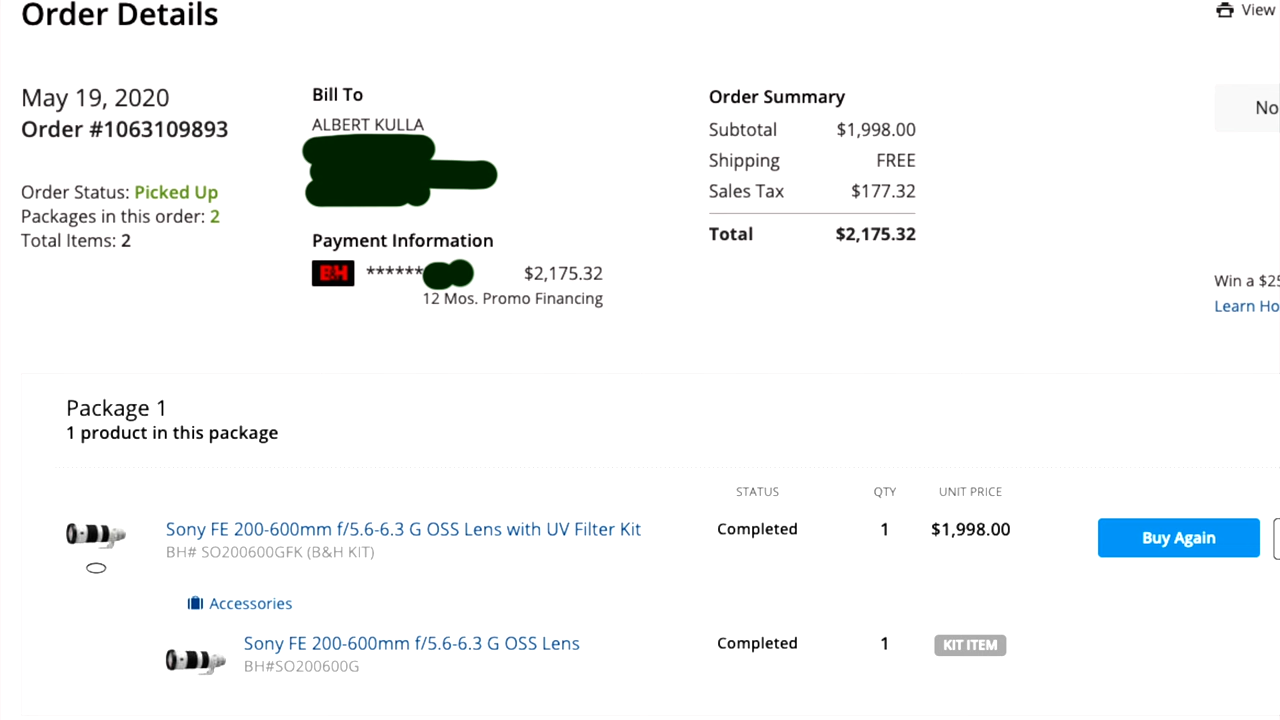 Order Details
View
May 19, 2020
Order #1063109893
Order Status: Picked Up
Packages in this order: 2
Total Items: 2
Bill To
ALBERT KULLA
Payment Information
BH ****** $2,175.32
12 Mos. Promo Financing
Order Summary
Subtotal $1,998.00
Shipping FREE
Sales Tax $177.32
Total $2,175.32
No
Win a $25
Learn Ho
Package 1
1 product in this package
STATUS QTY UNIT PRICE
Sony FE 200-600mm f/5.6-6.3 G OSS Lens with UV Filter Kit Completed 1 $1,998.00 Buy Again
BH# SO200600GFK (B&H KIT)
Accessories
Sony FE 200-600mm f/5.6-6.3 G OSS Lens Completed 1 KIT ITEM
BH#SO200600G